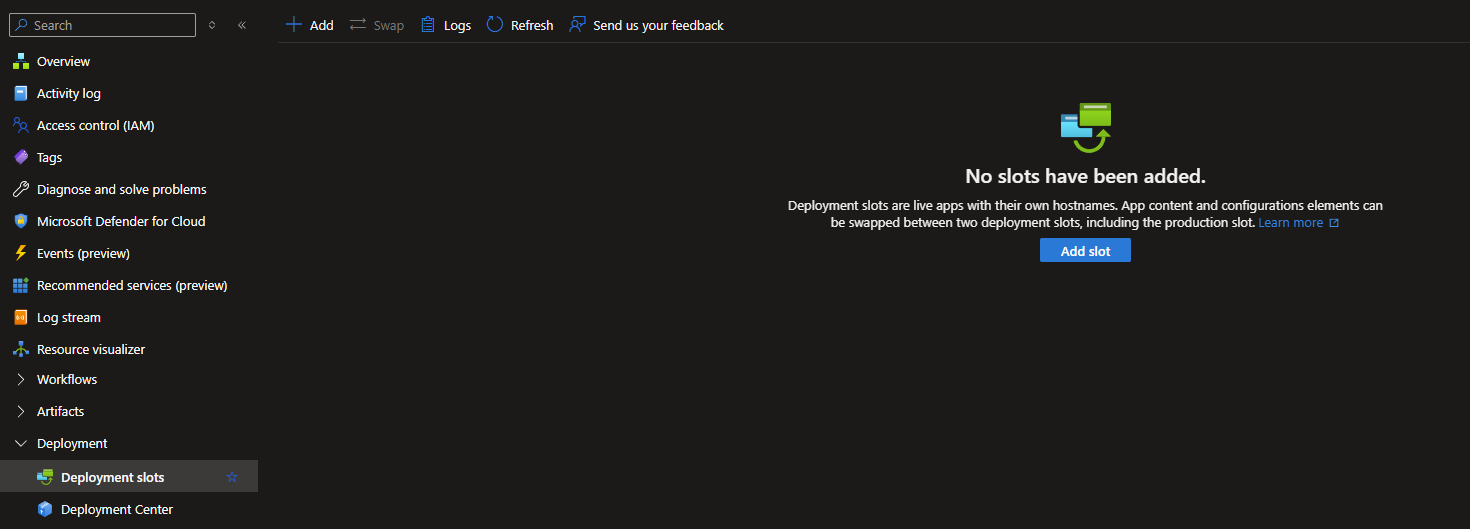 Search
Add Swap Logs Refresh Send us your feedback
Overview
Activity log
Access control (IAM)
Tags
Diagnose and solve problems
Microsoft Defender for Cloud
Events (preview)
Recommended services (preview)
Log stream
Resource visualizer
Workflows
Artifacts
Deployment
Deployment slots
Deployment Center
No slots have been added.
Deployment slots are live apps with their own hostnames. App content and configurations elements can
be swapped between two deployment slots, including the production slot. Learn more
Add slot